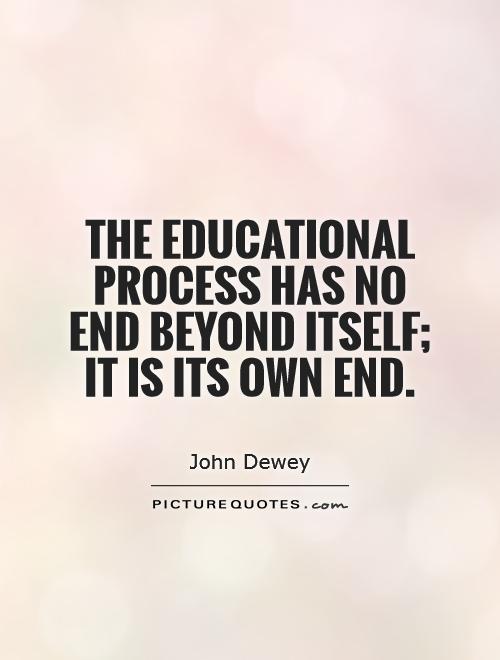 THE EDUCATIONAL
PROCESS HAS NO
END BEYOND ITSELF;
IT IS ITS OWN END.
John Dewey
PICTUREQUOTES.com